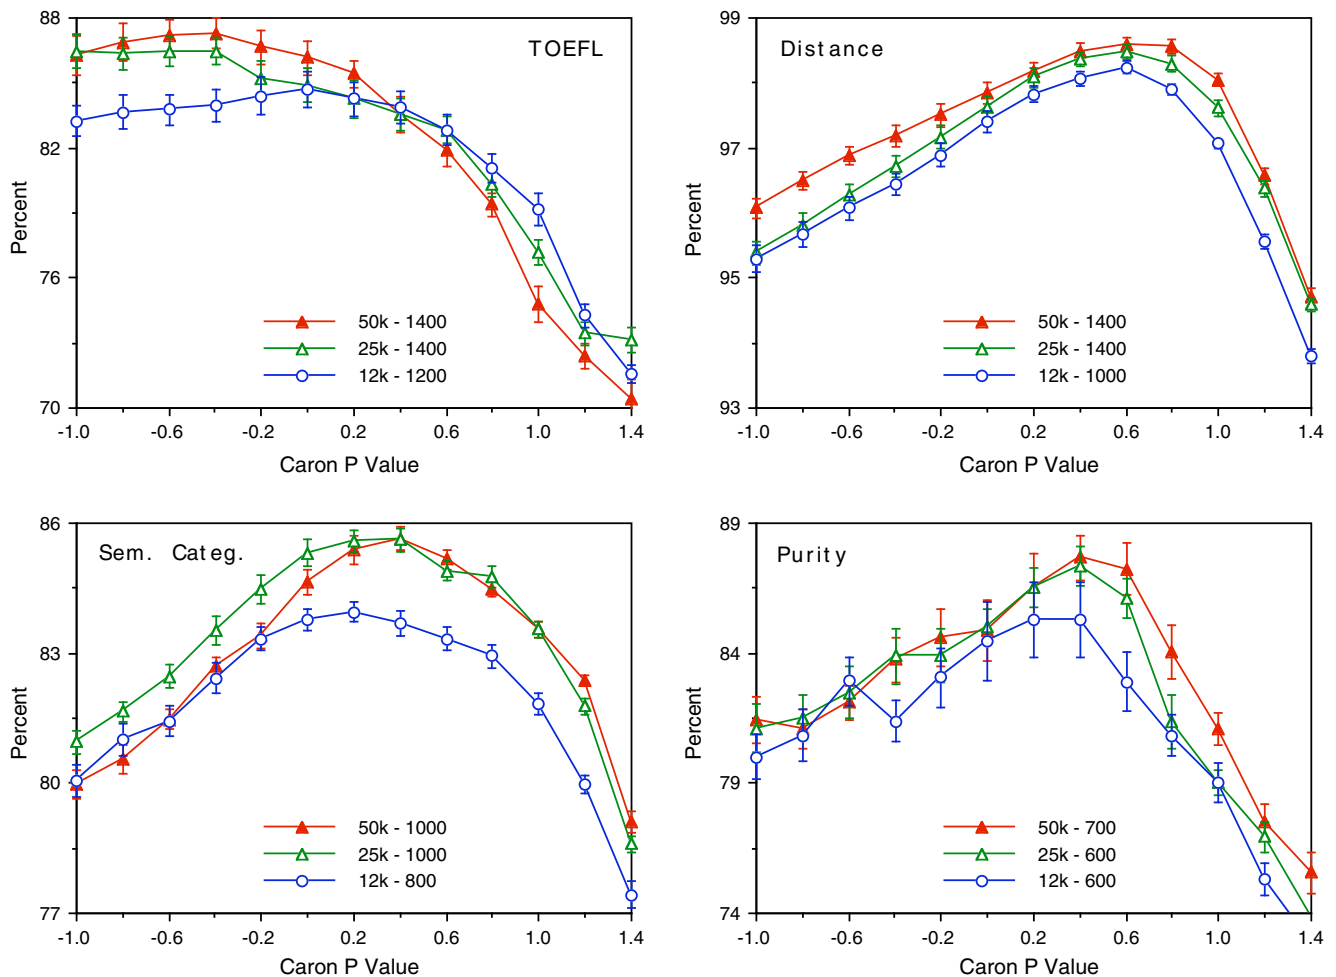 TOEFL
88
82
76
70
Percent
50k - 1400
25k - 1400
12k - 1200
-1.0 -0.6 -0.2 0.2 0.6 1.0 1.4
Caron P Value
Distance
99
97
95
93
Percent
50k - 1400
25k - 1400
12k - 1000
-1.0 -0.6 -0.2 0.2 0.6 1.0 1.4
Caron P Value
Sem. Categ.
86
83
80
77
Percent
50k - 1000
25k - 1000
12k - 800
-1.0 -0.6 -0.2 0.2 0.6 1.0 1.4
Caron P Value
Purity
89
84
79
74
Percent
50k - 700
25k - 600
12k - 600
-1.0 -0.6 -0.2 0.2 0.6 1.0 1.4
Caron P Value